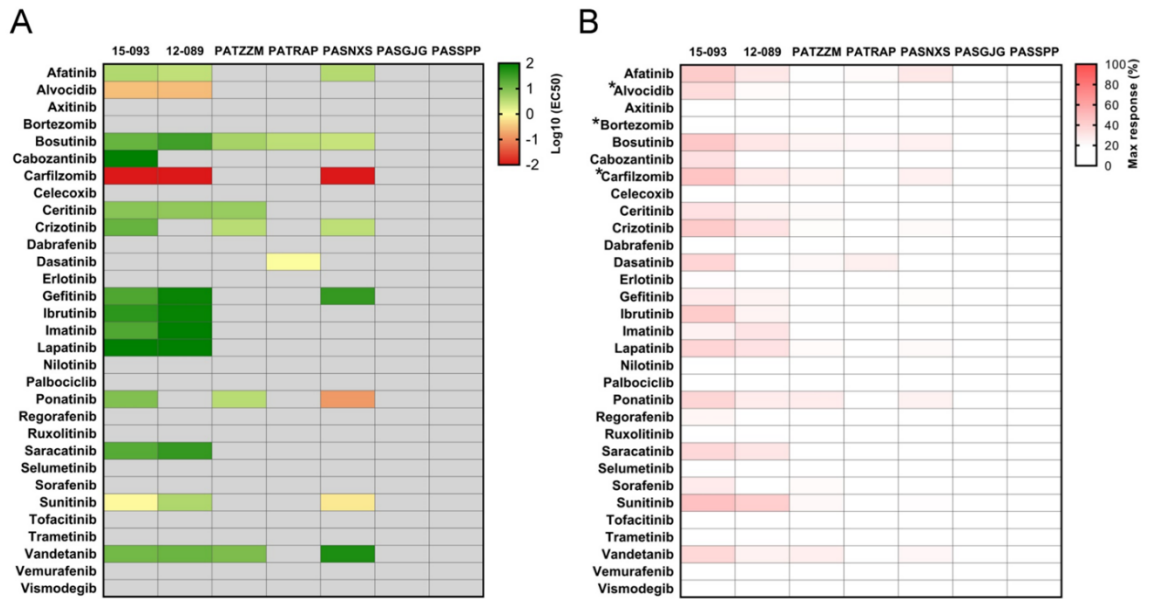 A
15-093 12-089 PATZZM PATRAP PASNXS PASGJG PASSPP
Afatinib
Alvocidib
Axitinib
Bortezomib
Bosutinib
Cabozantinib
Carfilzomib
Celecoxib
Ceritinib
Crizotinib
Dabrafenib
Dasatinib
Erlotinib
Gefitinib
Ibrutinib
Imatinib
Lapatinib
Nilotinib
Palbociclib
Ponatinib
Regorafenib
Ruxolitinib
Saracatinib
Selumetinib
Sorafenib
Sunitinib
Tofacitinib
Trametinib
Vandetanib
Vemurafenib
Vismodegib
2
1
0
-1
-2
Log10 (EC50)
B
15-093 12-089 PATZZM PATRAP PASNXS PASGJG PASSPP
Afatinib
*Alvocidib
Axitinib
*Bortezomib
Bosutinib
Cabozantinib
*Carfilzomib
Celecoxib
Ceritinib
Crizotinib
Dabrafenib
Dasatinib
Erlotinib
Gefitinib
Ibrutinib
Imatinib
Lapatinib
Nilotinib
Palbociclib
Ponatinib
Regorafenib
Ruxolitinib
Saracatinib
Selumetinib
Sorafenib
Sunitinib
Tofacitinib
Trametinib
Vandetanib
Vemurafenib
Vismodegib
100
80
60
40
20
0
Max response (%)